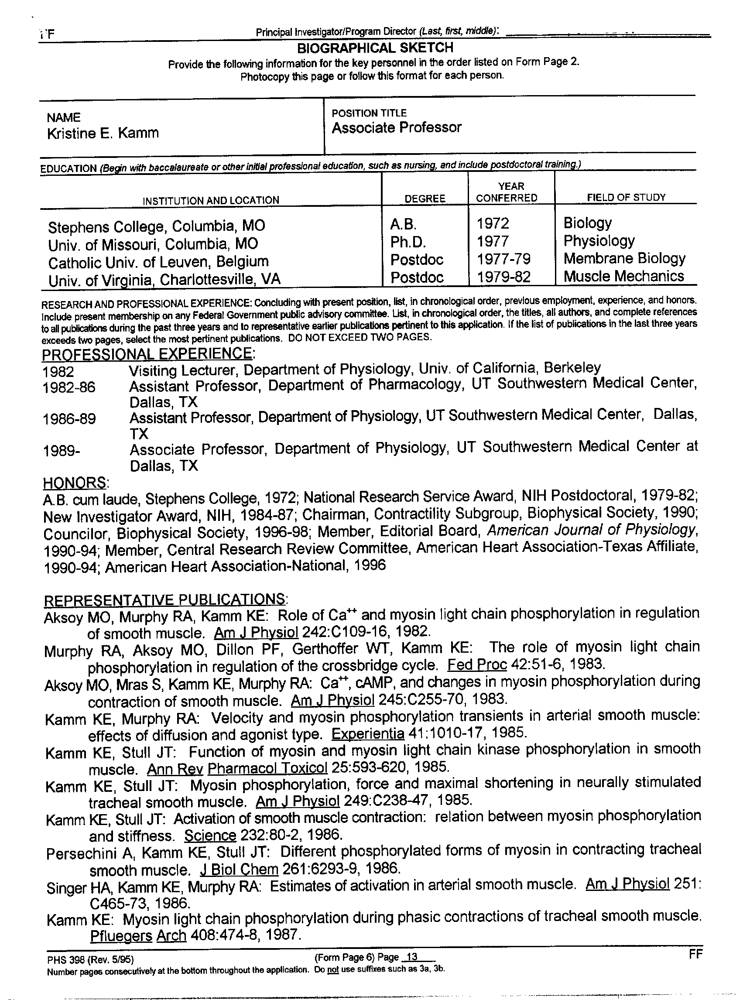 FF Principal Investigator/Program Director (Last, first, middle):
BIOGRAPHICAL SKETCH
Provide the following information for the key personnel in the order listed on Form Page 2.
Photocopy this page or follow this format for each person.
NAME
Kristine E. Kamm
POSITION TITLE
Associate Professor
EDUCATION (Begin with baccalaureate or other initial professional education, such as nursing, and include postdoctoral training.)
INSTITUTION AND LOCATION DEGREE YEAR CONFERRED FIELD OF STUDY
Stephens College, Columbia, MO A.B. 1972 Biology
Univ. of Missouri, Columbia, MO Ph.D. 1977 Physiology
Catholic Univ. of Leuven, Belgium Postdoc 1977-79 Membrane Biology
Univ. of Virginia, Charlottesville, VA Postdoc 1979-82 Muscle Mechanics
RESEARCH AND PROFESSIONAL EXPERIENCE: Concluding with present position, list, in chronological order, previous employment, experience, and honors.
Include present membership on any Federal Government public advisory committee. List, in chronological order, the titles, all authors, and complete references
to all publications during the past three years and to representative earlier publications pertinent to this application. If the list of publications in the last three years
exceeds two pages, select the most pertinent publications. DO NOT EXCEED TWO PAGES.
PROFESSIONAL EXPERIENCE:
1982 Visiting Lecturer, Department of Physiology, Univ. of California, Berkeley
1982-86 Assistant Professor, Department of Pharmacology, UT Southwestern Medical Center,
Dallas, TX
1986-89 Assistant Professor, Department of Physiology, UT Southwestern Medical Center, Dallas,
TX
1989- Associate Professor, Department of Physiology, UT Southwestern Medical Center at
Dallas, TX
HONORS:
A.B. cum laude, Stephens College, 1972; National Research Service Award, NIH Postdoctoral, 1979-82;
New Investigator Award, NIH, 1984-87; Chairman, Contractility Subgroup, Biophysical Society, 1990;
Councilor, Biophysical Society, 1996-98; Member, Editorial Board, American Journal of Physiology,
1990-94; Member, Central Research Review Committee, American Heart Association-Texas Affiliate,
1990-94; American Heart Association-National, 1996
REPRESENTATIVE PUBLICATIONS:
Aksoy MO, Murphy RA, Kamm KE: Role of Ca++ and myosin light chain phosphorylation in regulation
of smooth muscle. Am J Physiol 242:C109-16, 1982.
Murphy RA, Aksoy MO, Dillon PF, Gerthoffer WT, Kamm KE: The role of myosin light chain
phosphorylation in regulation of the crossbridge cycle. Fed Proc 42:51-6, 1983.
Aksoy MO, Mras S, Kamm KE, Murphy RA: Ca++, cAMP, and changes in myosin phosphorylation during
contraction of smooth muscle. Am J Physiol 245:C255-70, 1983.
Kamm KE, Murphy RA: Velocity and myosin phosphorylation transients in arterial smooth muscle:
effects of diffusion and agonist type. Experientia 41:1010-17, 1985.
Kamm KE, Stull JT: Function of myosin and myosin light chain kinase phosphorylation in smooth
muscle. Ann Rev Pharmacol Toxicol 25:593-620, 1985.
Kamm KE, Stull JT: Myosin phosphorylation, force and maximal shortening in neurally stimulated
tracheal smooth muscle. Am J Physiol 249:C238-47, 1985.
Kamm KE, Stull JT: Activation of smooth muscle contraction: relation between myosin phosphorylation
and stiffness. Science 232:80-2, 1986.
Persechini A, Kamm KE, Stull JT: Different phosphorylated forms of myosin in contracting tracheal
smooth muscle. J Biol Chem 261:6293-9, 1986.
Singer HA, Kamm KE, Murphy RA: Estimates of activation in arterial smooth muscle. Am J Physiol 251:
C465-73, 1986.
Kamm KE: Myosin light chain phosphorylation during phasic contractions of tracheal smooth muscle.
Pfluegers Arch 408:474-8, 1987.
PHS 398 (Rev. 5/95) (Form Page 6) Page 13 FF
Number pages consecutively at the bottom throughout the application. Do not use suffixes such as 3a, 3b.